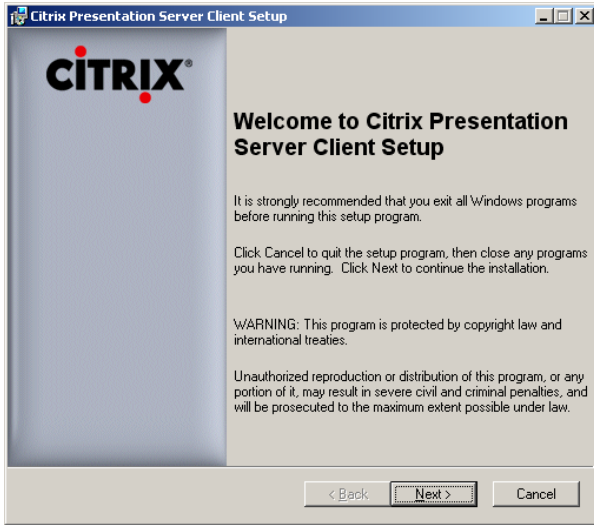 Citrix Presentation Server Client Setup
CİTRIX®
Welcome to Citrix Presentation
Server Client Setup
It is strongly recommended that you exit all Windows programs
before running this setup program.
Click Cancel to quit the setup program, then close any programs
you have running.  Click Next to continue the installation.
WARNING: This program is protected by copyright law and
international treaties.
Unauthorized reproduction or distribution of this program, or any
portion of it, may result in severe civil and criminal penalties, and
will be prosecuted to the maximum extent possible under law.
< Back Next > Cancel